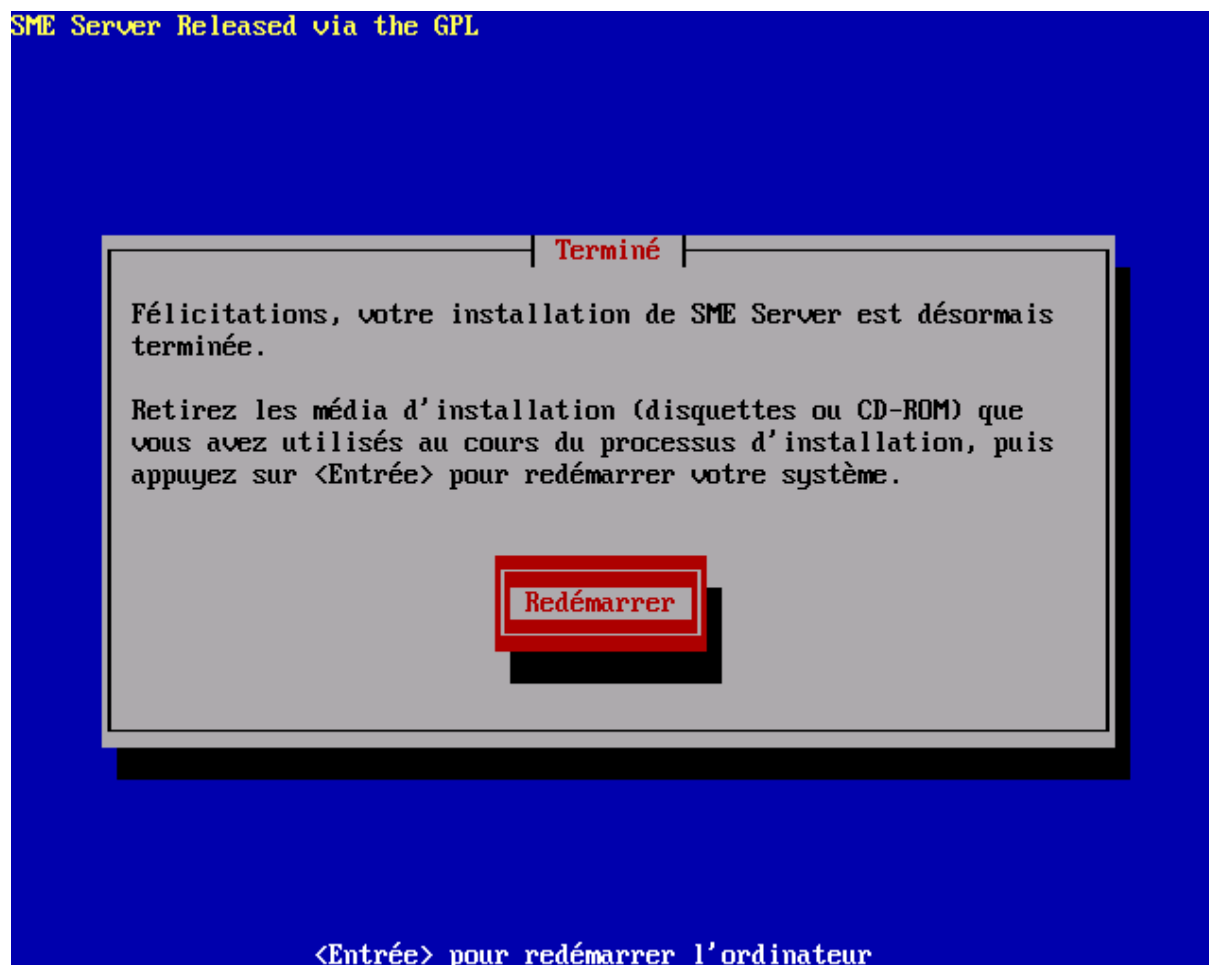 SME Server Released via the GPL
Terminé
Félicitations, votre installation de SME Server est désormais
terminée.
Retirez les média d'installation (disquettes ou CD-ROM) que
vous avez utilisés au cours du processus d'installation, puis
appuyez sur <Entrée> pour redémarrer votre système.
Redémarrer
<Entrée> pour redémarrer l'ordinateur